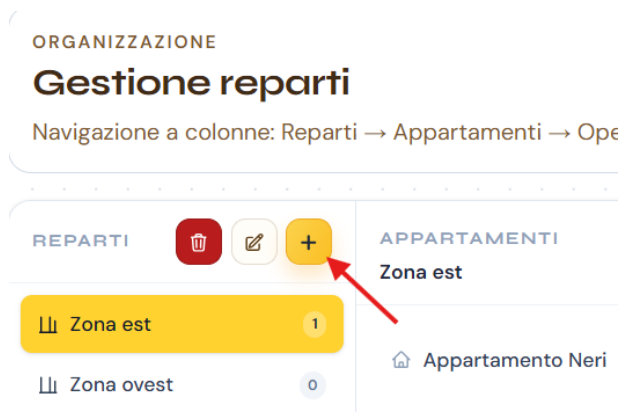 ORGANIZZAZIONE
Gestione reparti
Navigazione a colonne: Reparti → Appartamenti → Ope
REPARTI
APPARTAMENTI
Zona est
Zona est 1
Appartamento Neri
Zona ovest 0